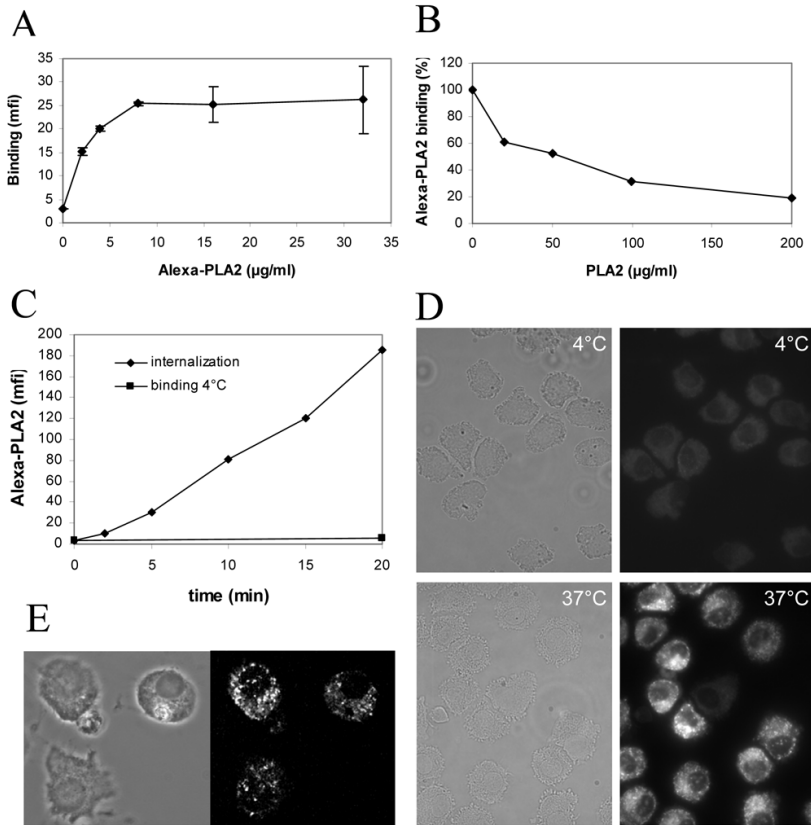 A
35
30
25
20
15
10
5
0
Binding (mfi)
0 5 10 15 20 25 30 35
Alexa-PLA2 (µg/ml)
B
120
100
80
60
40
20
0
Alexa-PLA2 binding (%)
0 50 100 150 200
PLA2 (µg/ml)
C
200
180
160
140
120
100
80
60
40
20
0
Alexa-PLA2 (mfi)
internalization
binding 4°C
0 5 10 15 20
time (min)
D
4°C 4°C
37°C 37°C
E